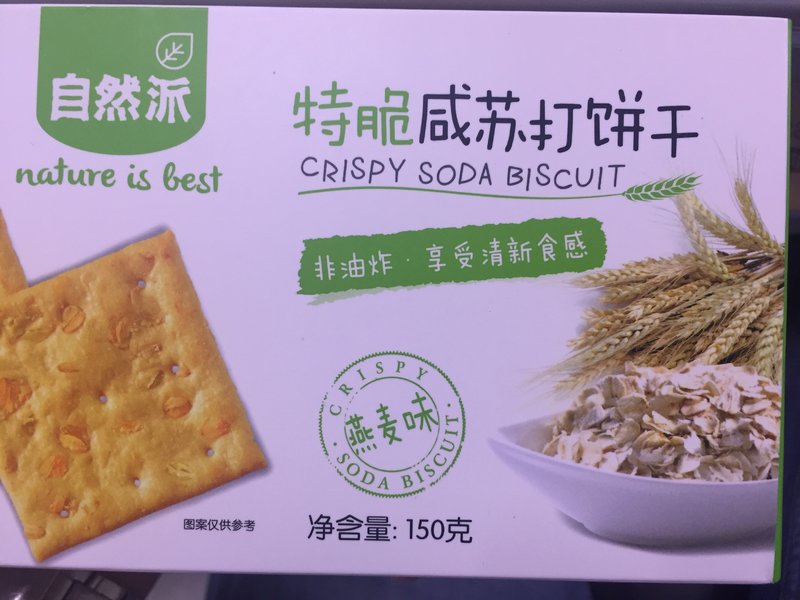 自然派
nature is best
特脆咸苏打饼干
CRISPY SODA BISCUIT
非油炸·享受清新食感
CRISPY
燕麦味
·SODA BISCUIT·
图案仅供参考
净含量: 150克